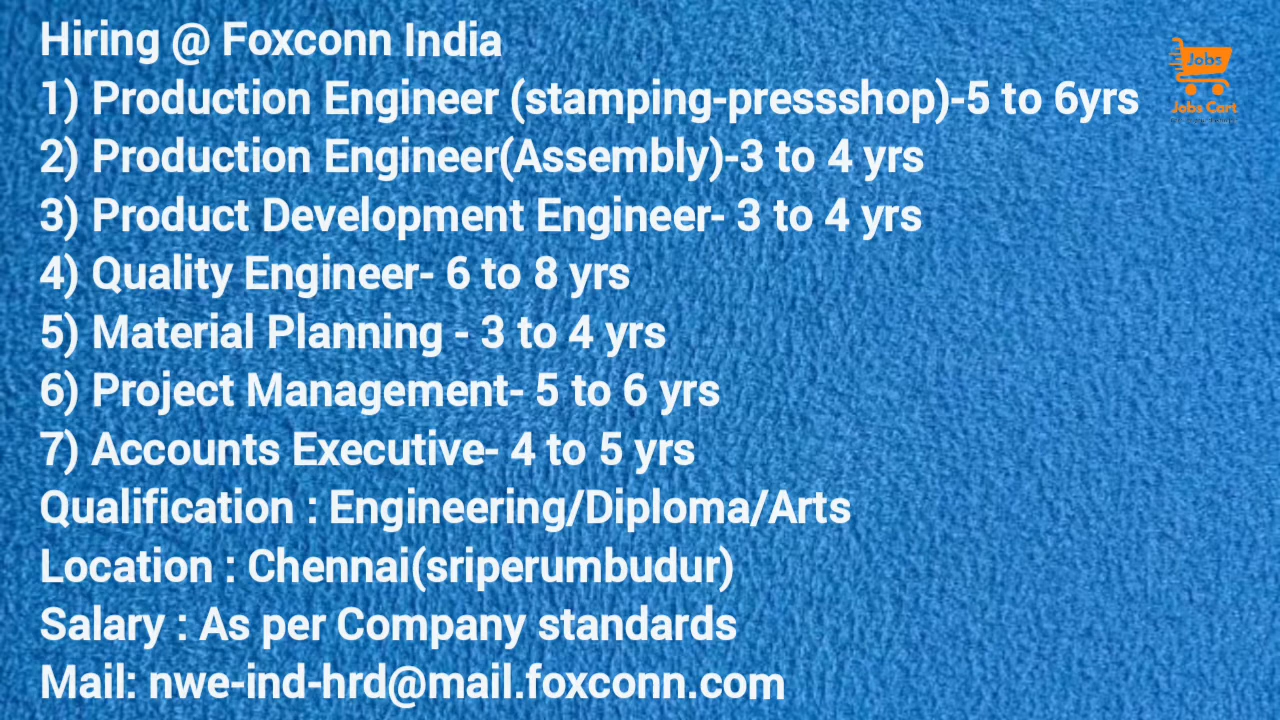 Hiring @ Foxconn India
1) Production Engineer (stamping-pressshop)-5 to 6yrs
2) Production Engineer(Assembly)-3 to 4 yrs
3) Product Development Engineer- 3 to 4 yrs
4) Quality Engineer- 6 to 8 yrs
5) Material Planning - 3 to 4 yrs
6) Project Management- 5 to 6 yrs
7) Accounts Executive- 4 to 5 yrs
Qualification : Engineering/Diploma/Arts
Location : Chennai(sriperumbudur)
Salary : As per Company standards
Mail: nwe-ind-hrd@mail.foxconn.com
Jobs
Jobs Cart